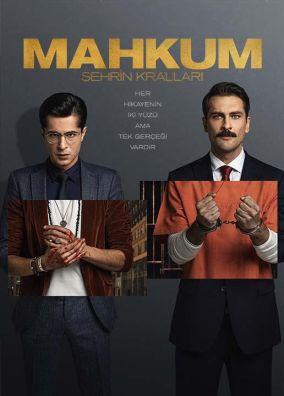 MAHKUM
ŞEHRİN KRALLARI
HER
HİKAYENİN
İKİ YÜZÜ
AMA
TEK GERÇEĞİ
VARDIR